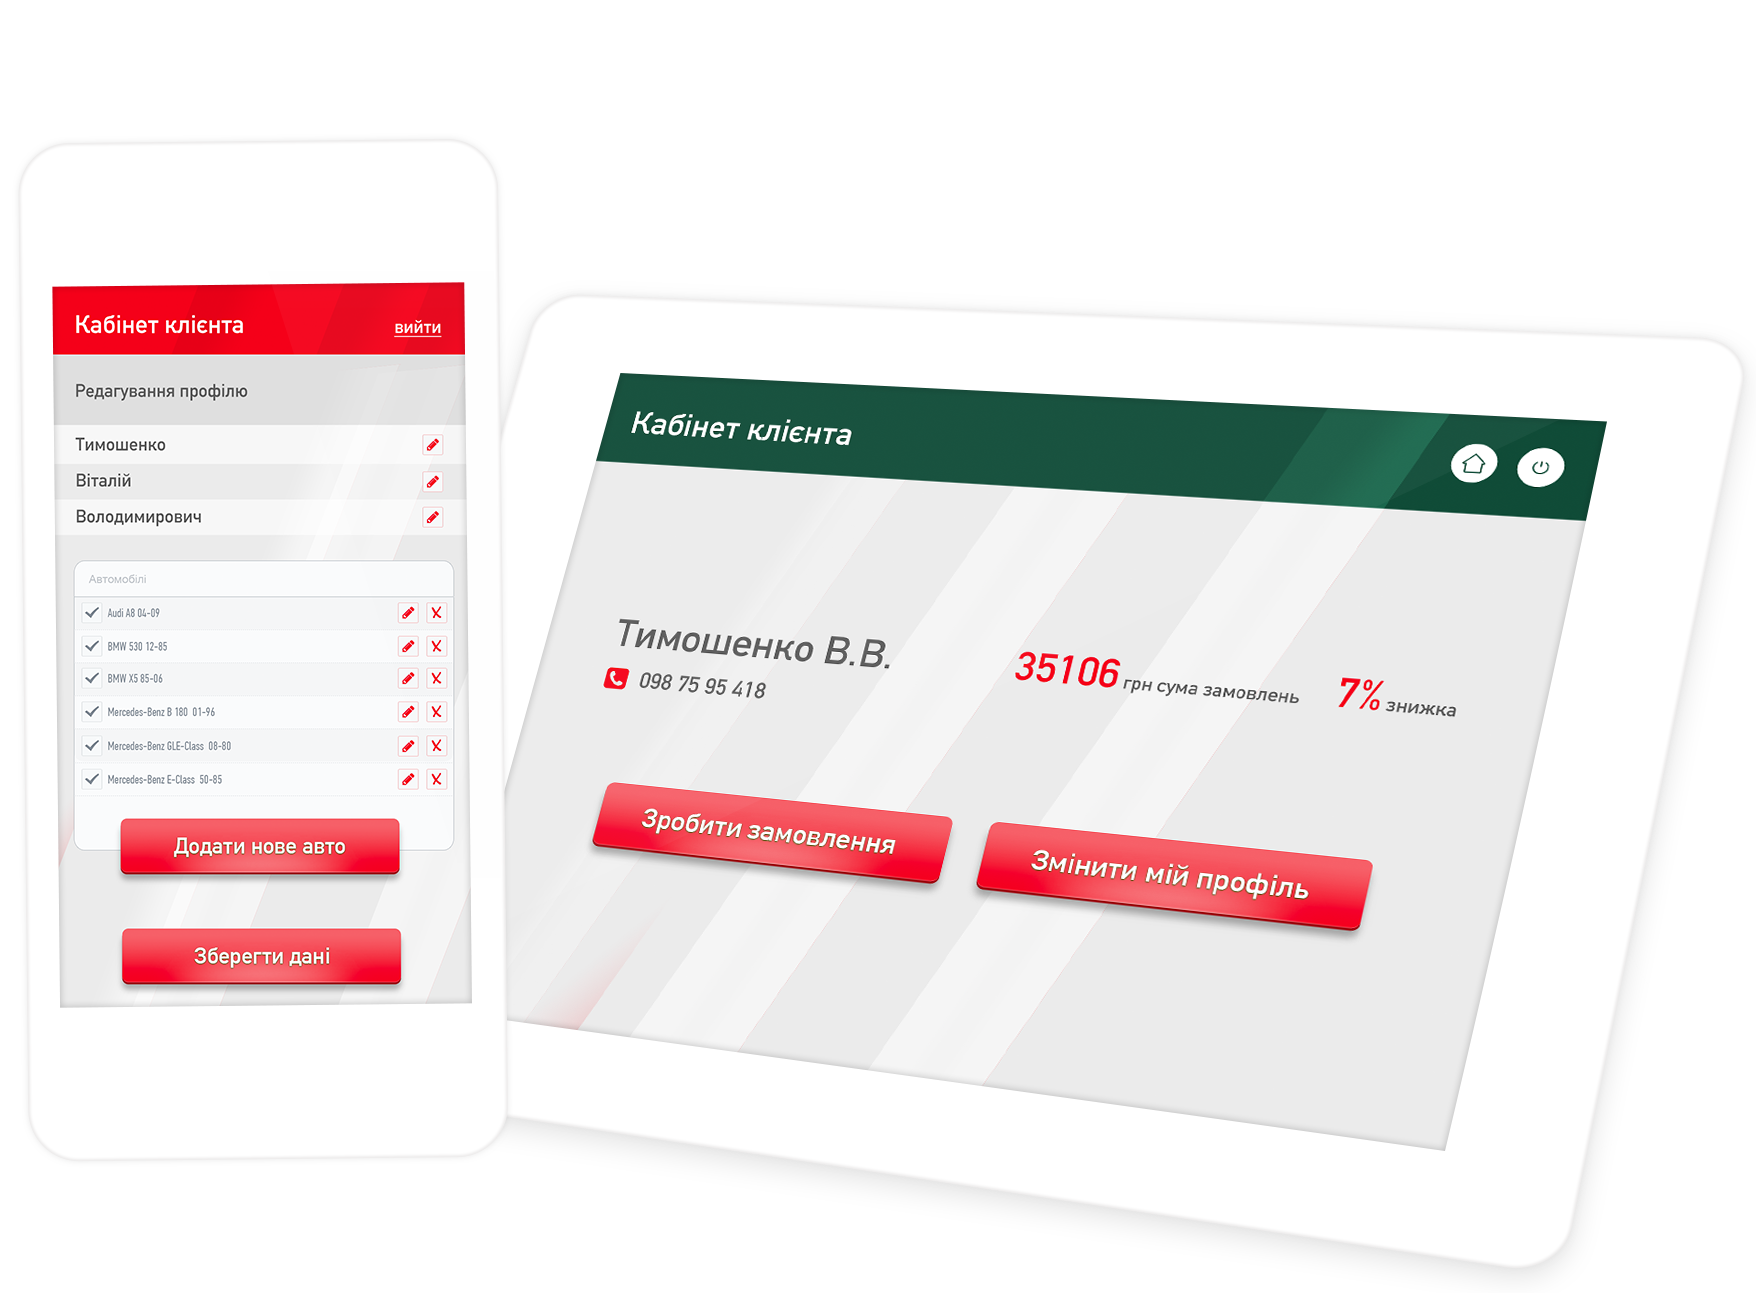 Кабінет клієнта
вийти
Редагування профілю
Тимошенко
Віталій
Володимирович
Автомобілі
Audi A8 04-09
BMW 530 12-85
BMW X5 85-06
Mercedes-Benz B 180 01-96
Mercedes-Benz GLE-Class 08-80
Mercedes-Benz E-Class 50-85
Додати нове авто
Зберегти дані
Кабінет клієнта
Тимошенко В.В.
098 75 95 418
35106 грн сума замовлень
7% знижка
Зробити замовлення
Змінити мій профіль